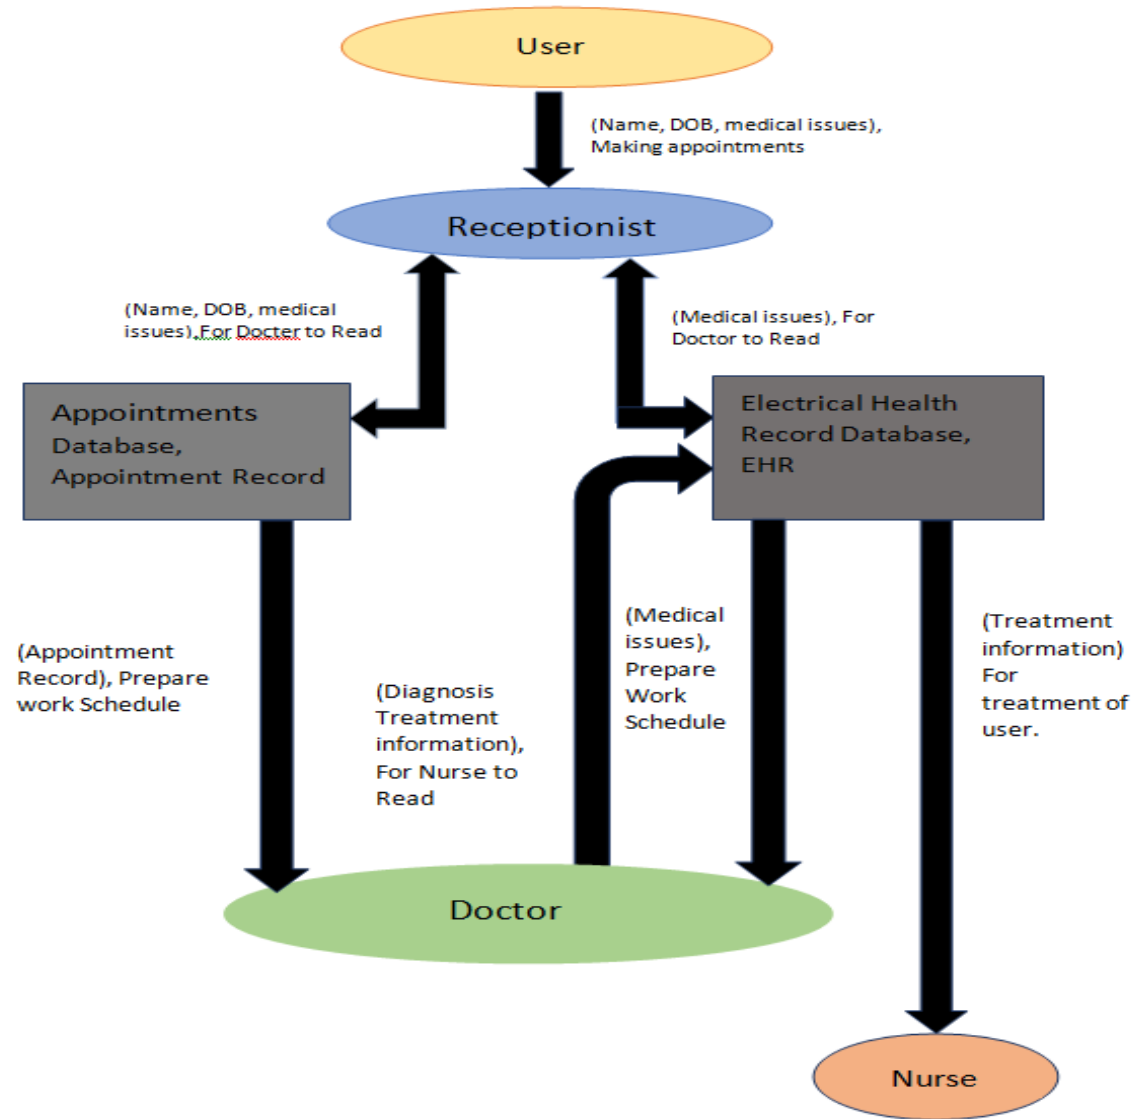 User
(Name, DOB, medical issues),
Making appointments
Receptionist
(Name, DOB, medical
issues),For Docter to Read
(Medical issues), For
Doctor to Read
Appointments
Database,
Appointment Record
Electrical Health
Record Database,
EHR
(Appointment
Record), Prepare
work Schedule
(Diagnosis
Treatment
information),
For Nurse to
Read
(Medical
issues),
Prepare
Work
Schedule
(Treatment
information)
For
treatment of
user.
Doctor
Nurse